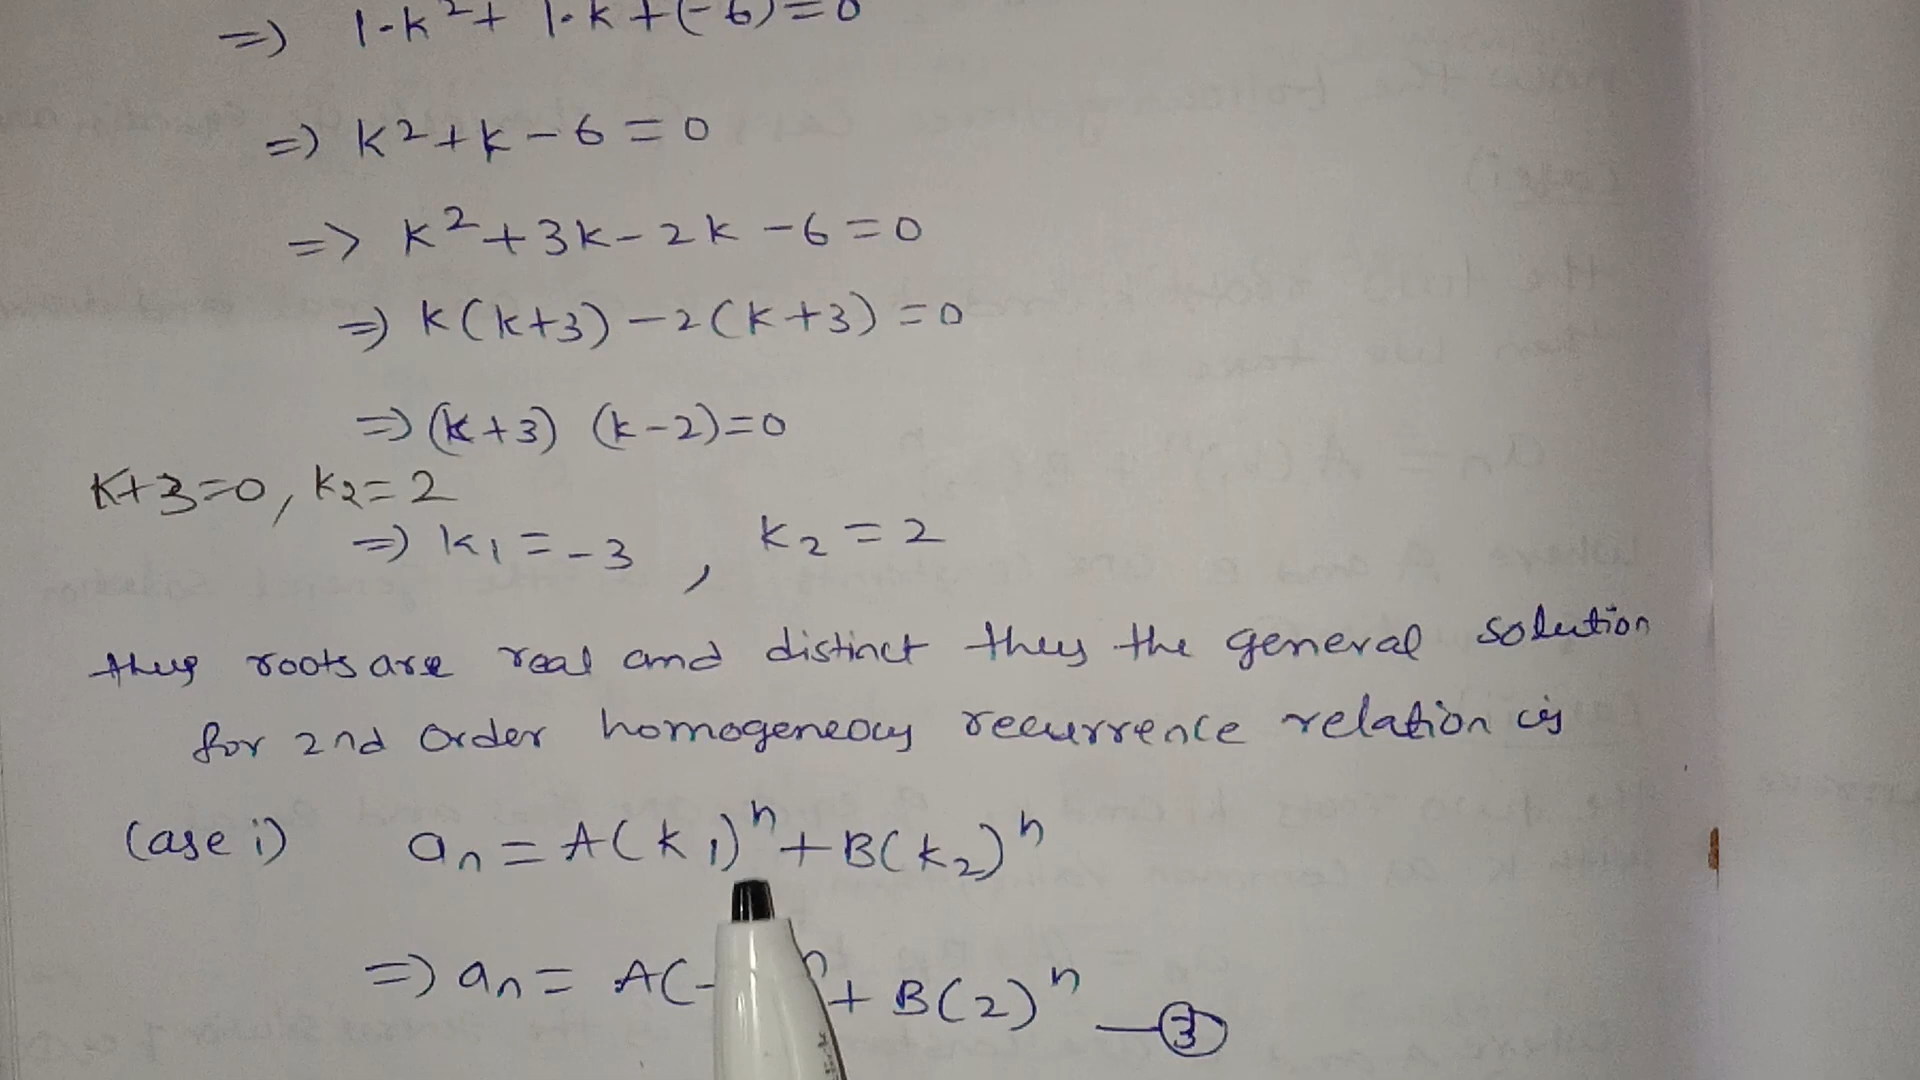 =) 1·k²+ 1·k+(-6)=0
=) k²+k-6=0
=> k²+3k-2k-6=0
=) k(k+3)-2(k+3)=0
=) (k+3) (k-2)=0
k+3=0, k₂=2
=) k₁=-3 , k₂=2
thus roots are real and distinct thus the general solution
for 2nd order homogeneous recurrence relation is
Case i) aₙ=A(k₁)ⁿ+B(k₂)ⁿ
=) aₙ= A(- ⁿ+ B(2)ⁿ —③